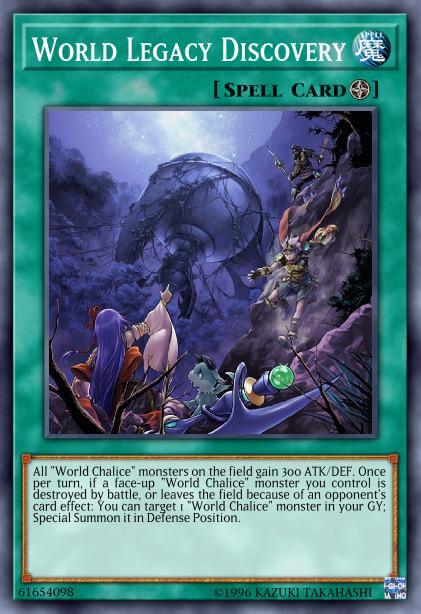 WORLD LEGACY DISCOVERY
SPELL
魔
[SPELL CARD]
All "World Chalice" monsters on the field gain 300 ATK/DEF. Once
per turn, if a face-up "World Chalice" monster you control is
destroyed by battle, or leaves the field because of an opponent's
card effect: You can target 1 "World Chalice" monster in your GY;
Special Summon it in Defense Position.
61654098
©1996 KAZUKI TAKAHASHI